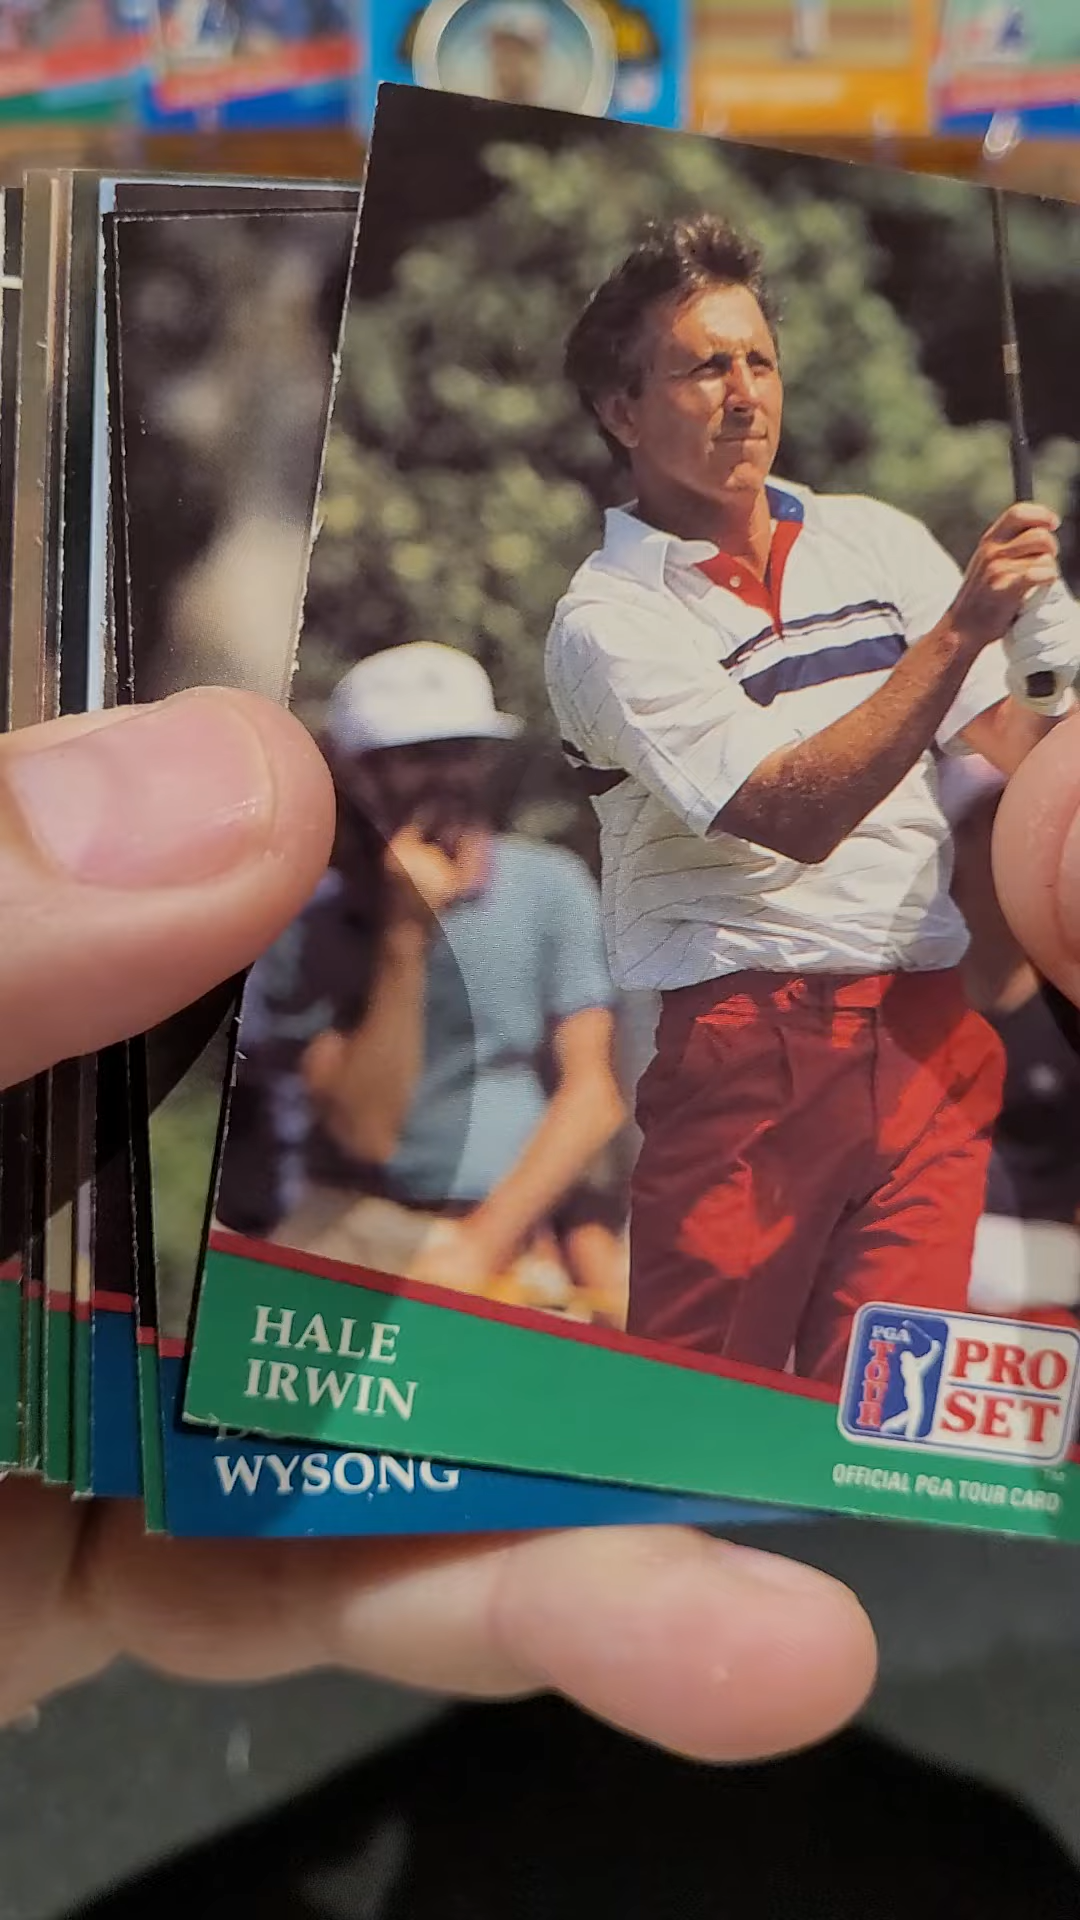 HALE
IRWIN
PGA
TOUR
PRO
SET
OFFICIAL PGA TOUR CARD
WYSONG